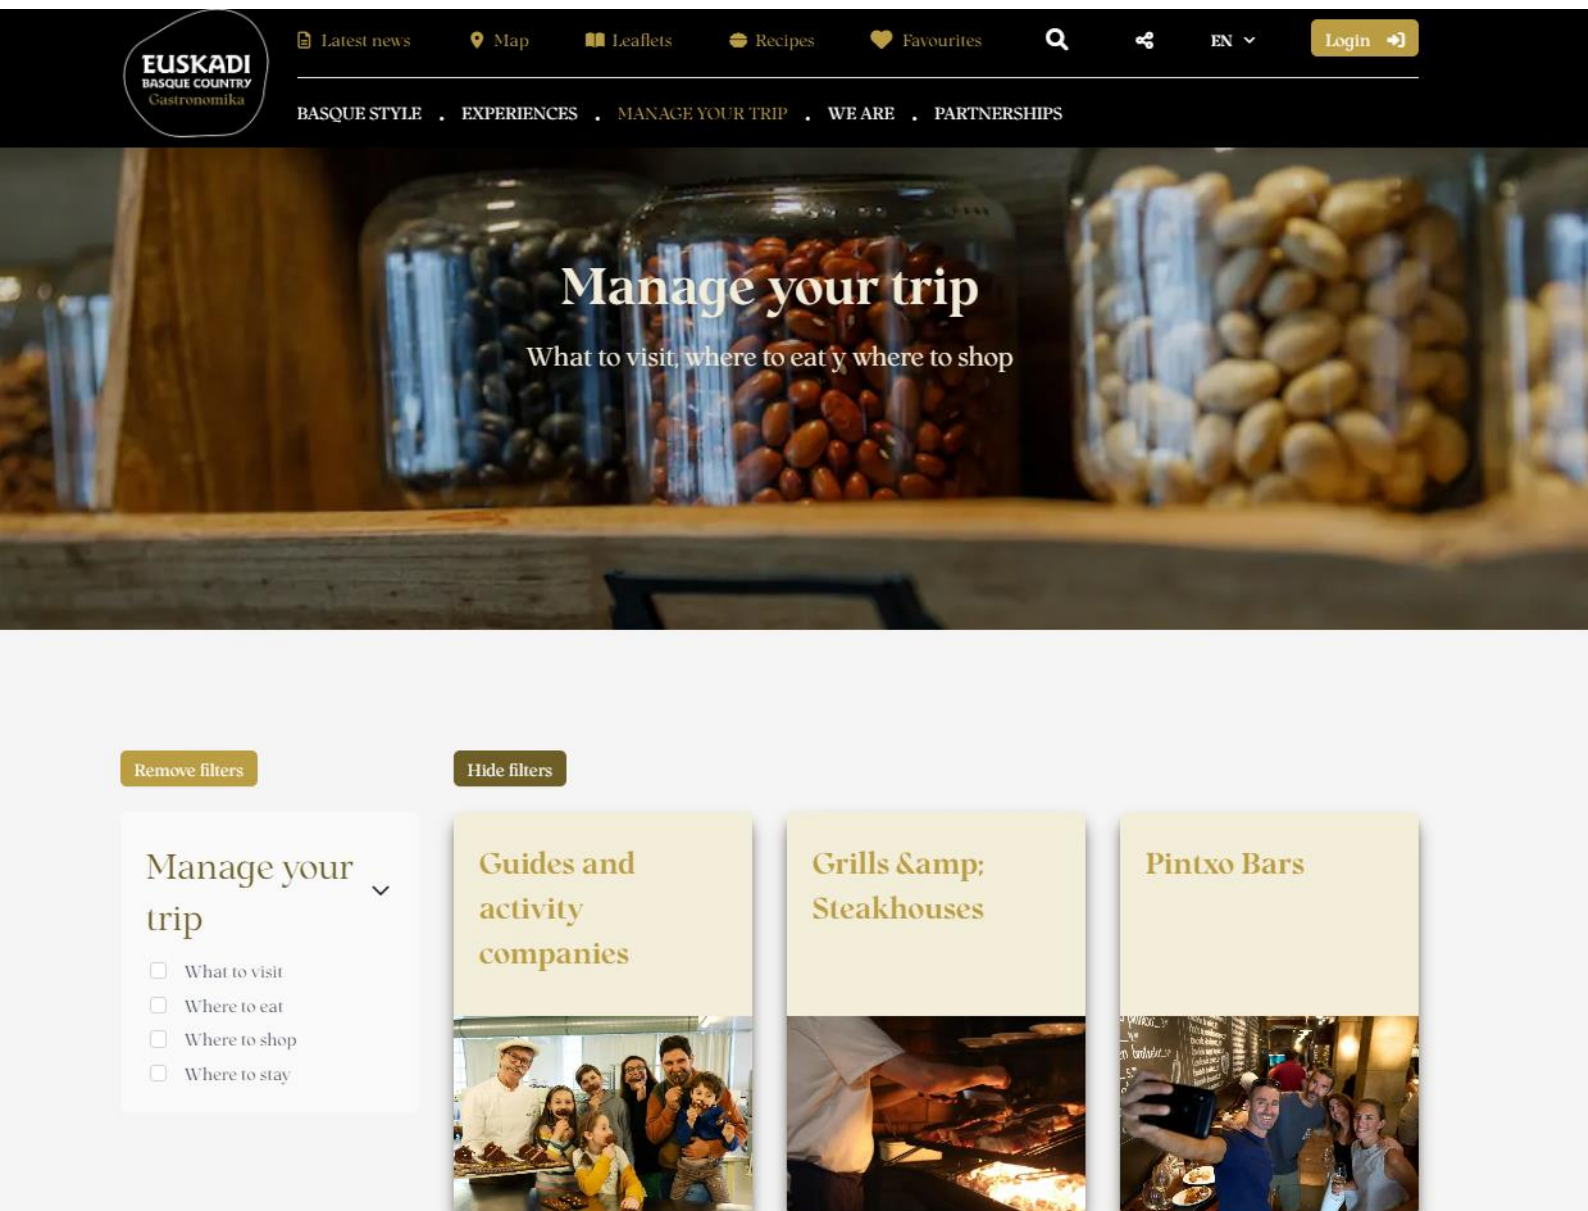 EUSKADI
BASQUE COUNTRY
Gastronomika
Latest news
Map
Leaflets
Recipes
Favourites
EN
Login
BASQUE STYLE . EXPERIENCES . MANAGE YOUR TRIP . WE ARE . PARTNERSHIPS
Manage your trip
What to visit, where to eat y where to shop
Remove filters
Hide filters
Manage your
trip
What to visit
Where to eat
Where to shop
Where to stay
Guides and
activity
companies
Grills &amp;
Steakhouses
Pintxo Bars